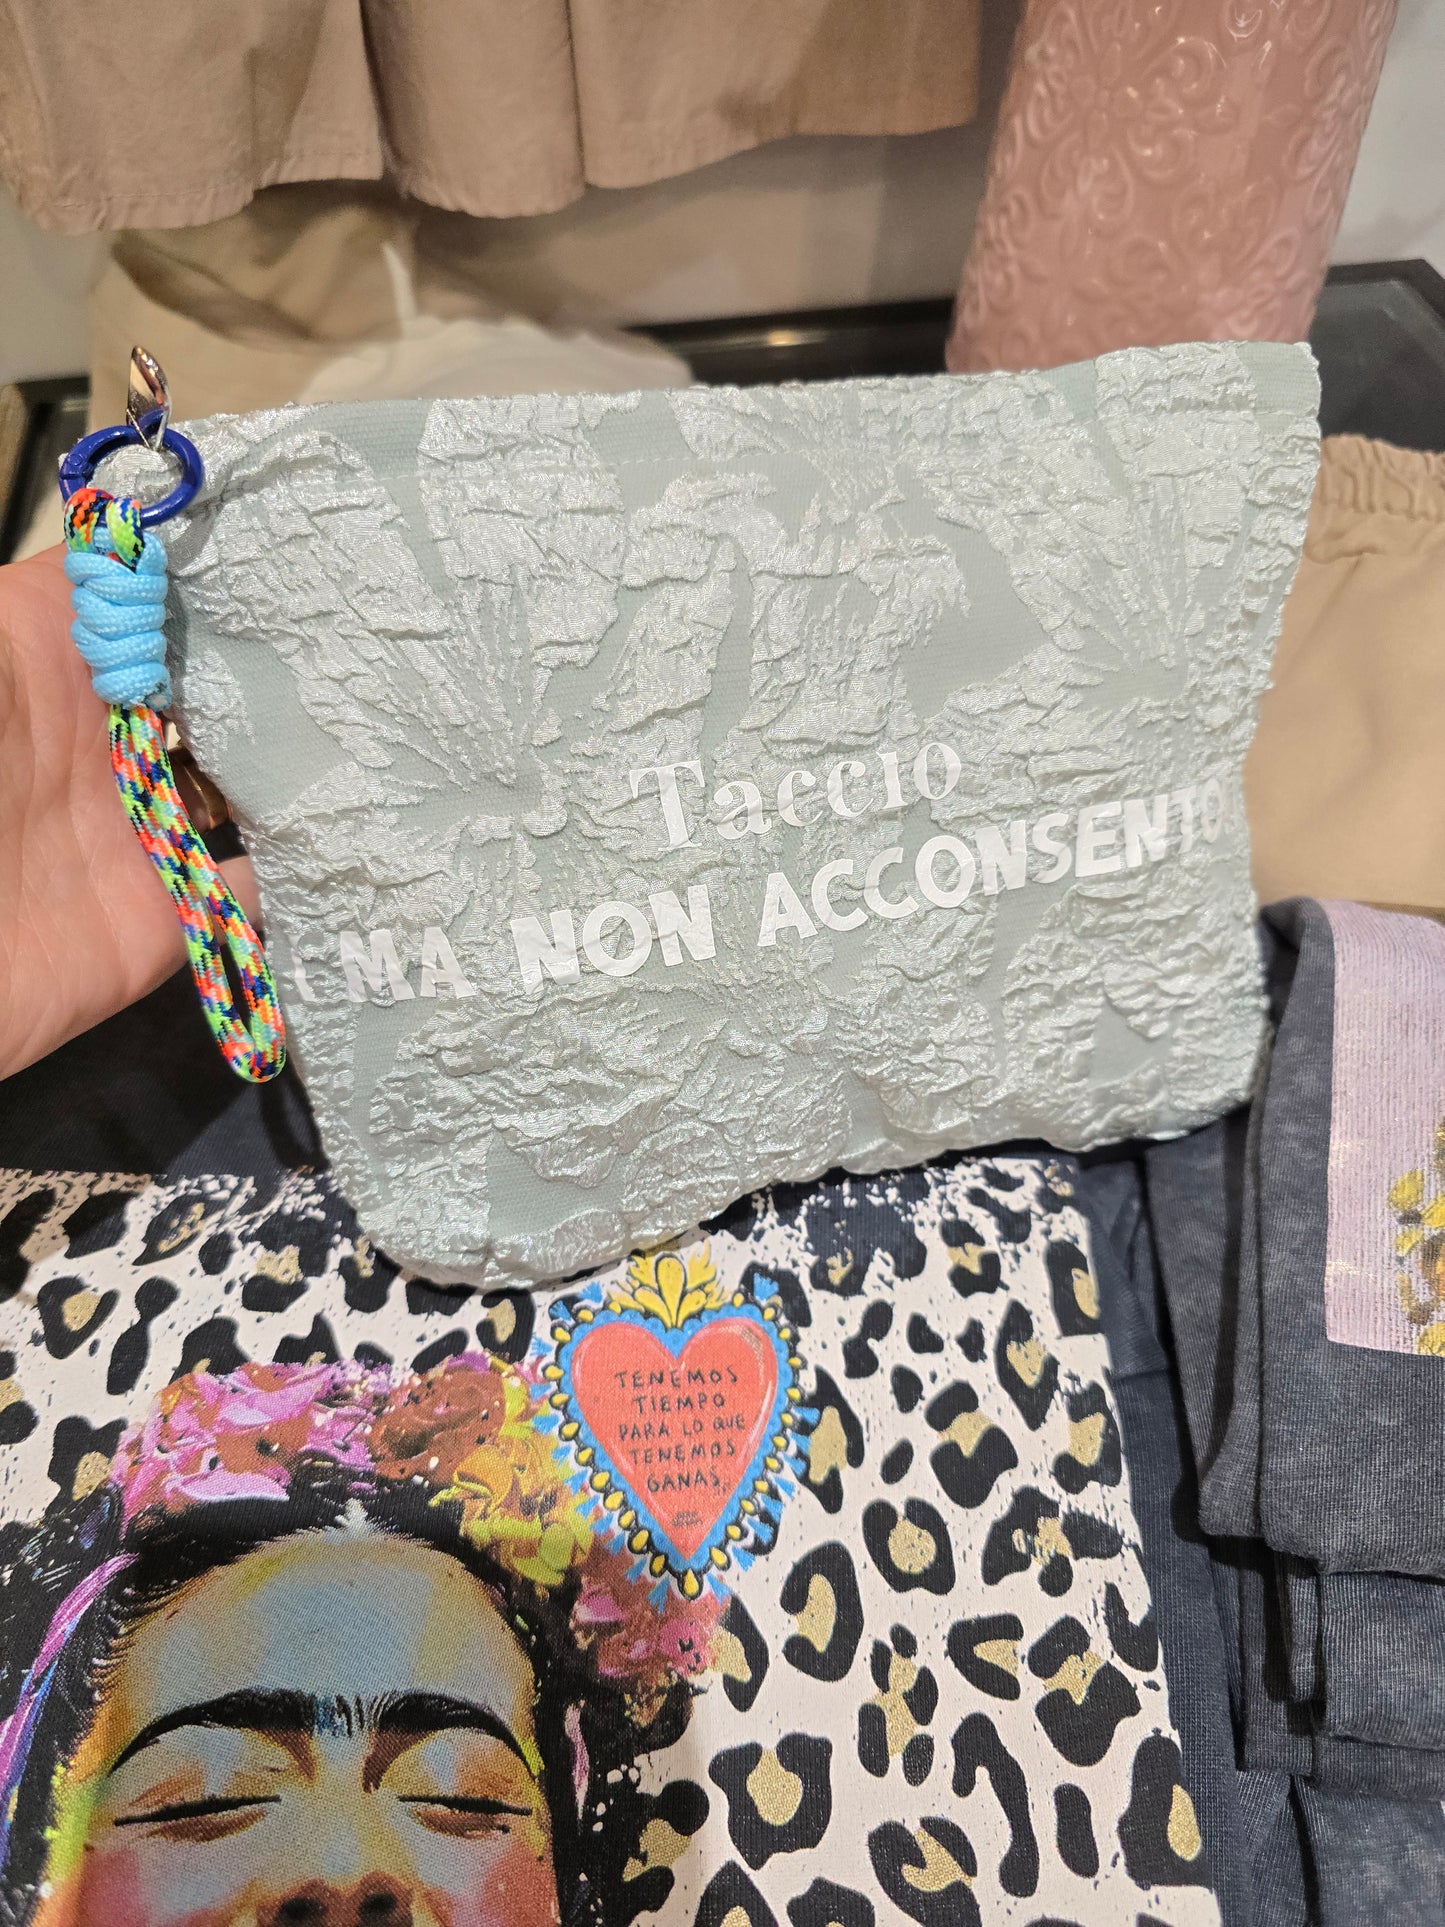 Taccio
MA NON ACCONSENTO!
TENEMOS
TIEMPO
PARA LO QUE
TENEMOS
GANAS.